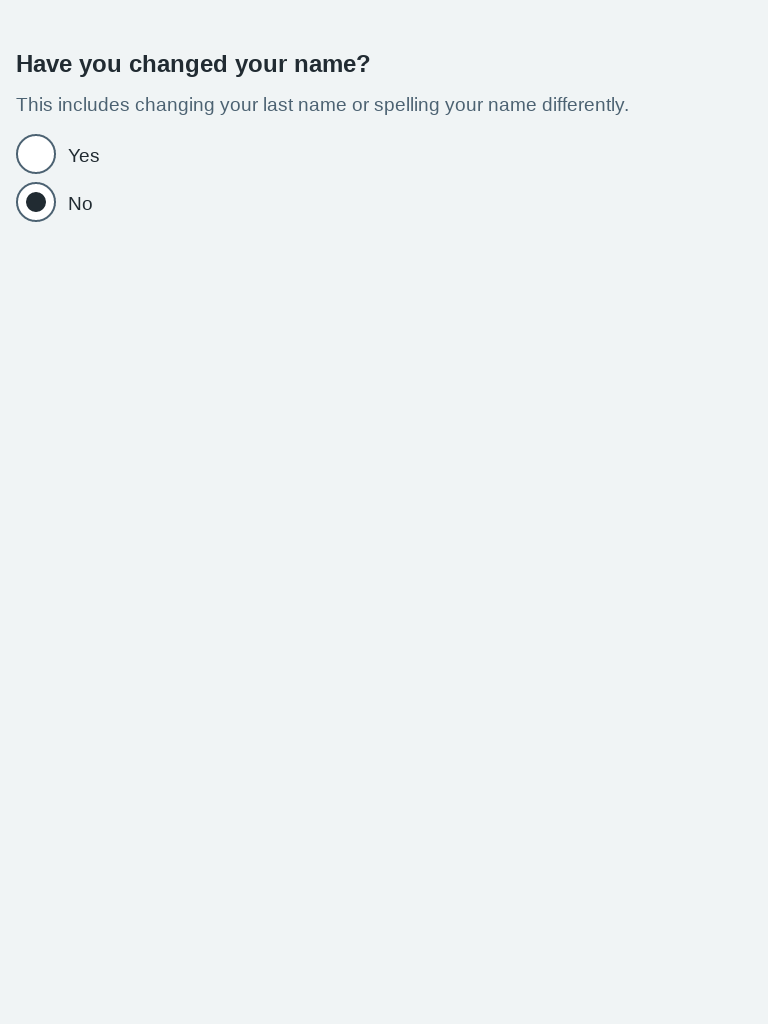 Have you changed your name?
This includes changing your last name or spelling your name differently.
Yes
No